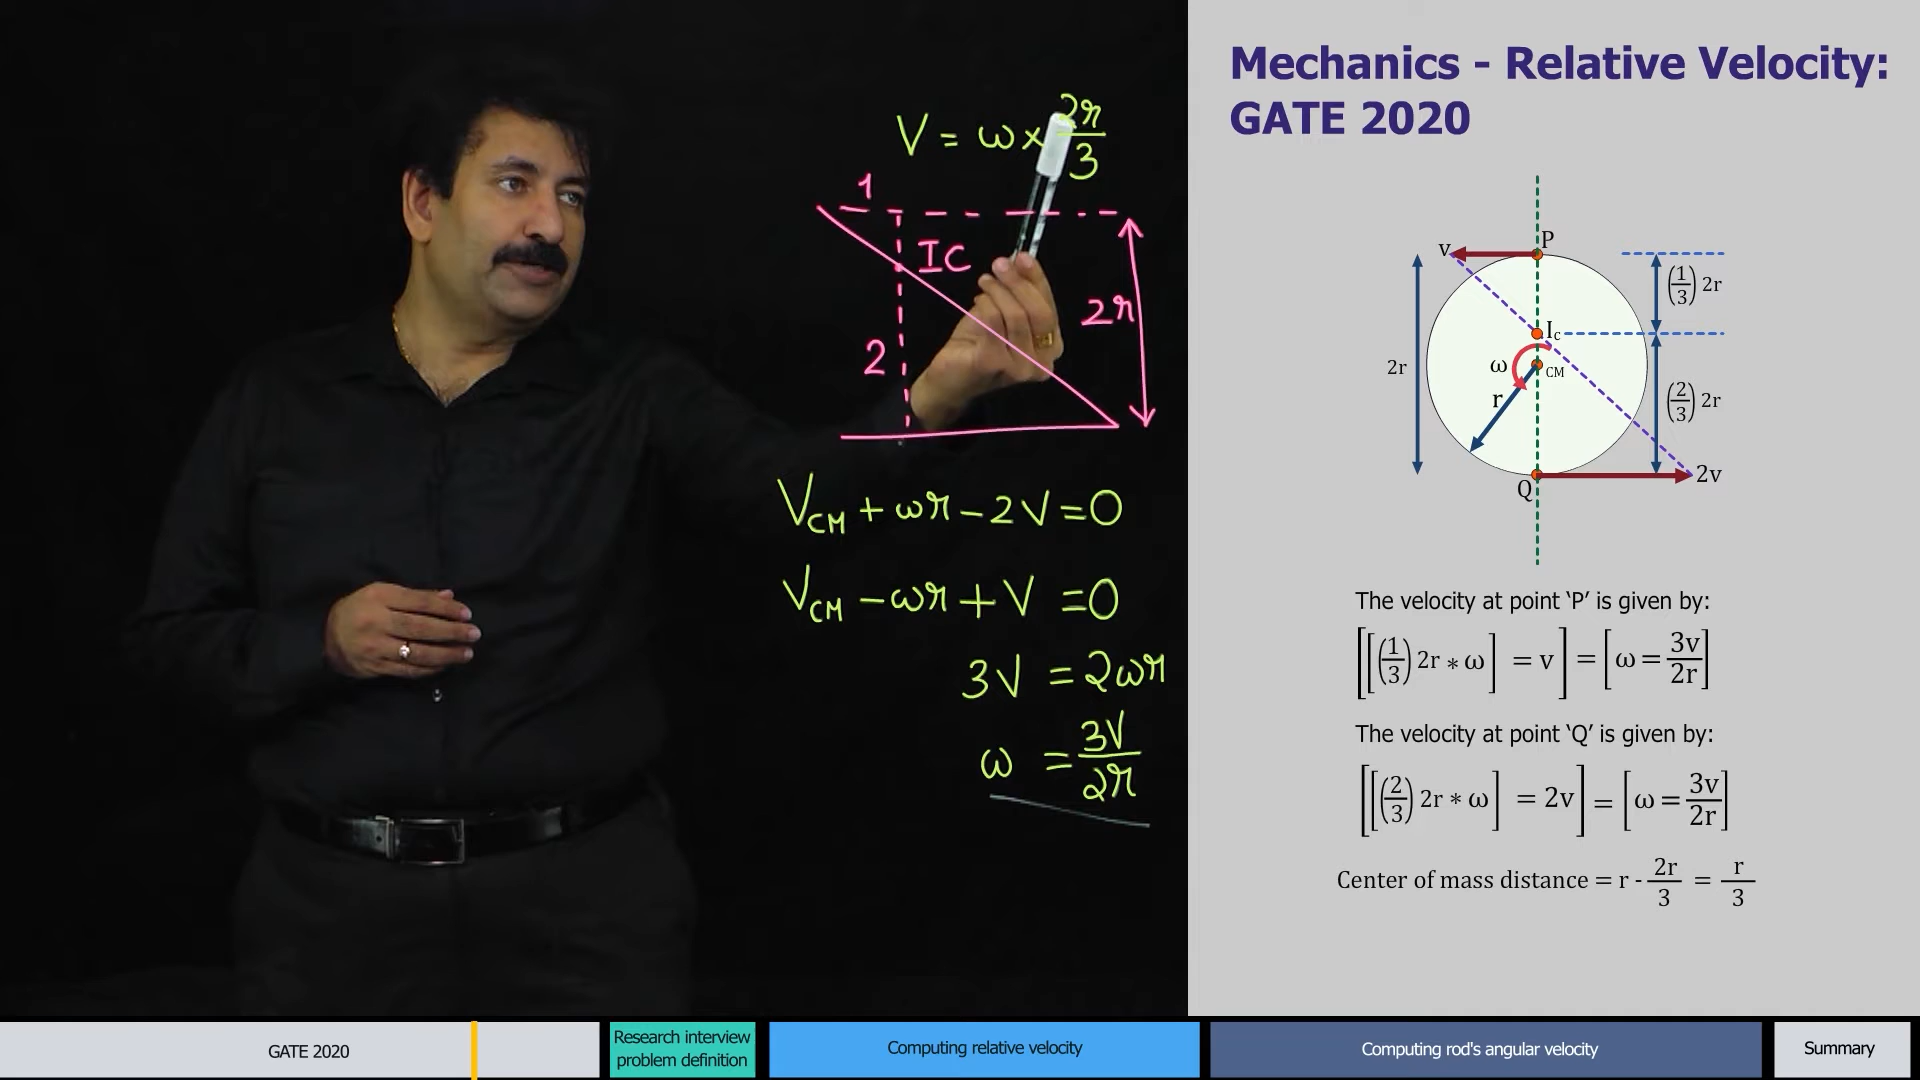 V = ω × 2r/3
1
IC
2r
2
V_CM + ωr − 2V = 0
V_CM − ωr + V = 0
3V = 2ωr
ω = 3V/2r
Mechanics - Relative Velocity:
GATE 2020
P
v
(1/3) 2r
I_c
2r
ω
CM
r
(2/3) 2r
2v
Q
The velocity at point ‘P’ is given by:
[[(1/3) 2r * ω] = v] = [ω = 3v/2r]
The velocity at point ‘Q’ is given by:
[[(2/3) 2r * ω] = 2v] = [ω = 3v/2r]
Center of mass distance = r - 2r/3 = r/3
GATE 2020
Research interview
problem definition
Computing relative velocity
Computing rod's angular velocity
Summary